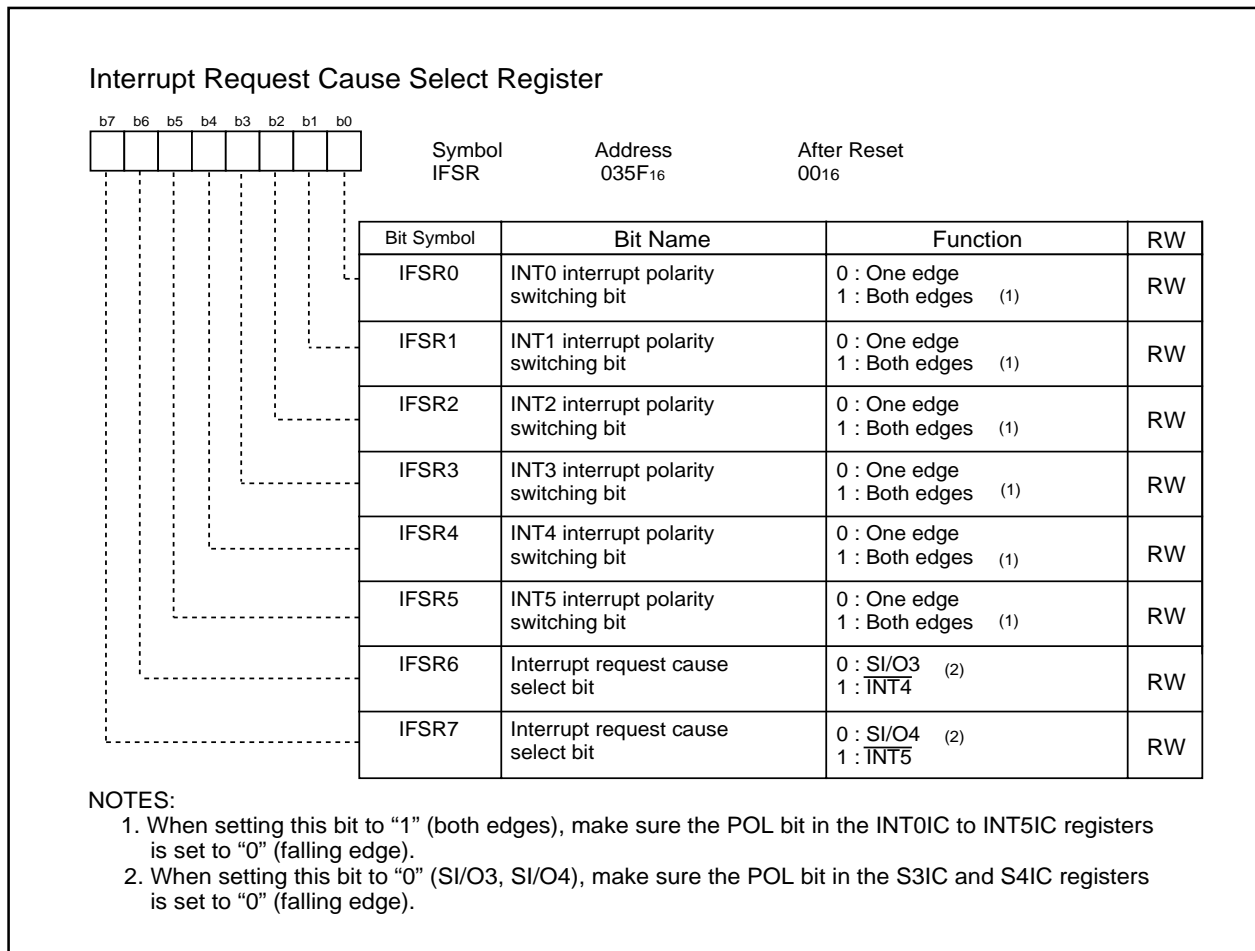 Interrupt Request Cause Select Register
b7 b6 b5 b4 b3 b2 b1 b0
Symbol Address After Reset
IFSR 035F16 0016
Bit Symbol Bit Name Function RW
IFSR0 INT0 interrupt polarity 0 : One edge
switching bit 1 : Both edges (1) RW
IFSR1 INT1 interrupt polarity 0 : One edge
switching bit 1 : Both edges (1) RW
IFSR2 INT2 interrupt polarity 0 : One edge
switching bit 1 : Both edges (1) RW
IFSR3 INT3 interrupt polarity 0 : One edge
switching bit 1 : Both edges (1) RW
IFSR4 INT4 interrupt polarity 0 : One edge
switching bit 1 : Both edges (1) RW
IFSR5 INT5 interrupt polarity 0 : One edge
switching bit 1 : Both edges (1) RW
IFSR6 Interrupt request cause 0 : SI/O3 (2)
select bit 1 : INT4 RW
IFSR7 Interrupt request cause 0 : SI/O4 (2)
select bit 1 : INT5 RW
NOTES:
1. When setting this bit to “1” (both edges), make sure the POL bit in the INT0IC to INT5IC registers
is set to “0” (falling edge).
2. When setting this bit to “0” (SI/O3, SI/O4), make sure the POL bit in the S3IC and S4IC registers
is set to “0” (falling edge).